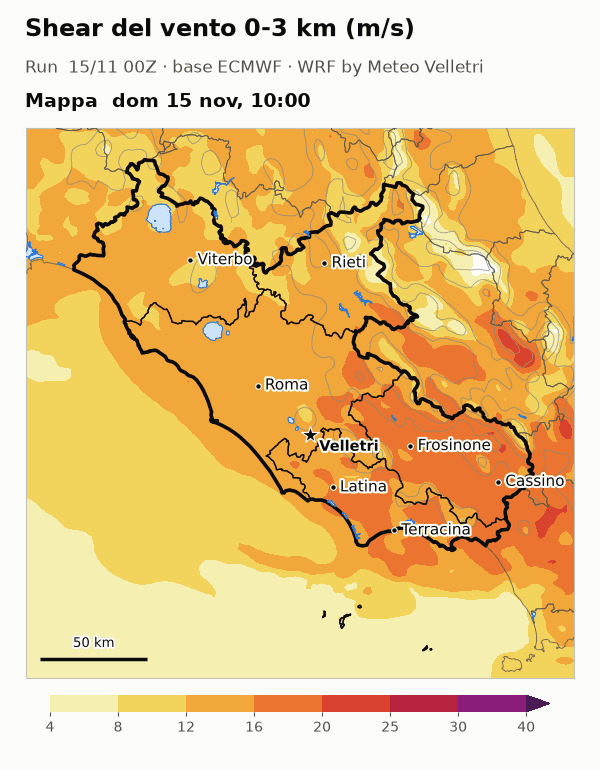 Shear del vento 0-3 km (m/s)
Run  15/11 00Z · base ECMWF · WRF by Meteo Velletri
Mappa  dom 15 nov, 10:00
Viterbo
Rieti
Roma
Velletri
Frosinone
Latina
Cassino
Terracina
50 km
4 8 12 16 20 25 30 40